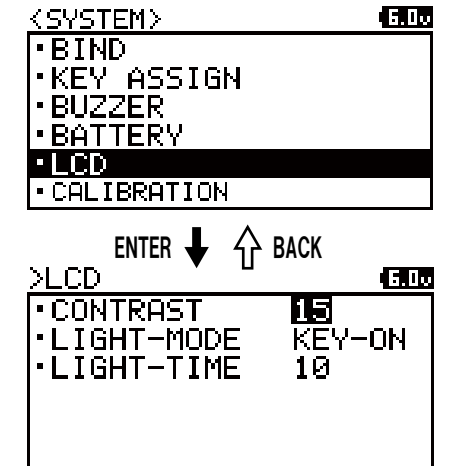 <SYSTEM> 6.0v
・BIND
・KEY ASSIGN
・BUZZER
・BATTERY
・LCD
・CALIBRATION
ENTER BACK
>LCD 6.0v
・CONTRAST 15
・LIGHT-MODE KEY-ON
・LIGHT-TIME 10